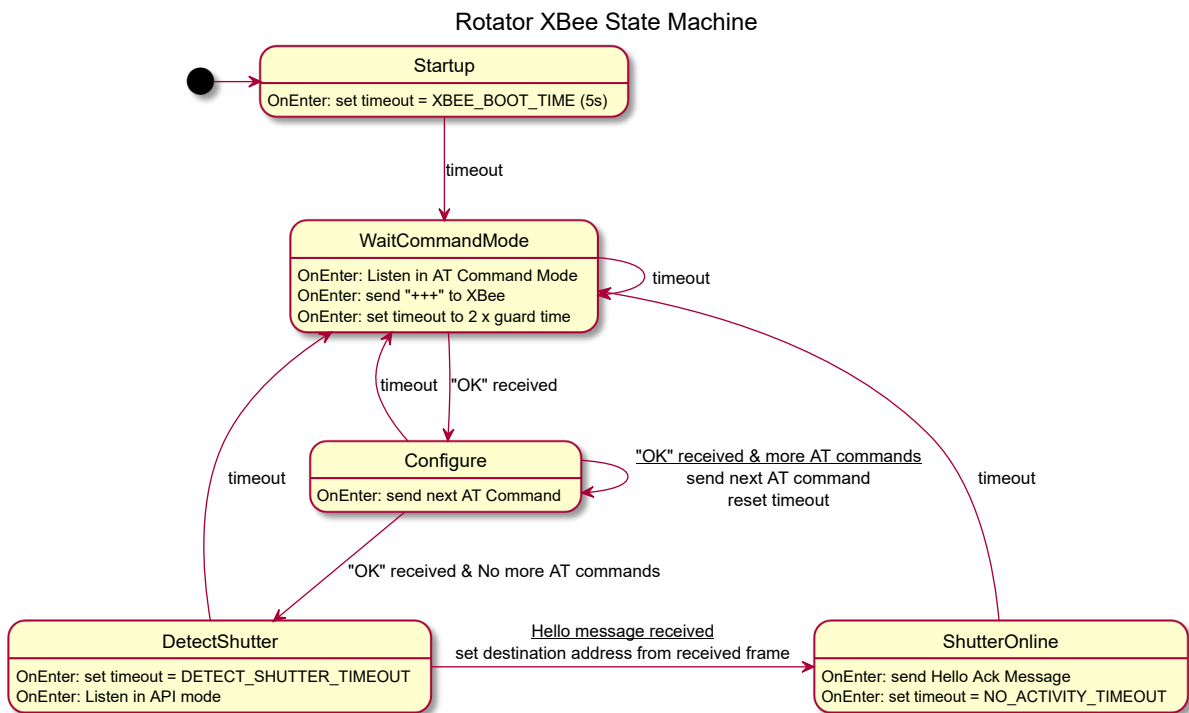 Rotator XBee State Machine
Startup
OnEnter: set timeout = XBEE_BOOT_TIME (5s)
timeout
WaitCommandMode
OnEnter: Listen in AT Command Mode
OnEnter: send "+++" to XBee
OnEnter: set timeout to 2 x guard time
timeout
timeout
"OK" received
Configure
OnEnter: send next AT Command
"OK" received & more AT commands
send next AT command
reset timeout
timeout
timeout
"OK" received & No more AT commands
DetectShutter
OnEnter: set timeout = DETECT_SHUTTER_TIMEOUT
OnEnter: Listen in API mode
Hello message received
set destination address from received frame
ShutterOnline
OnEnter: send Hello Ack Message
OnEnter: set timeout = NO_ACTIVITY_TIMEOUT